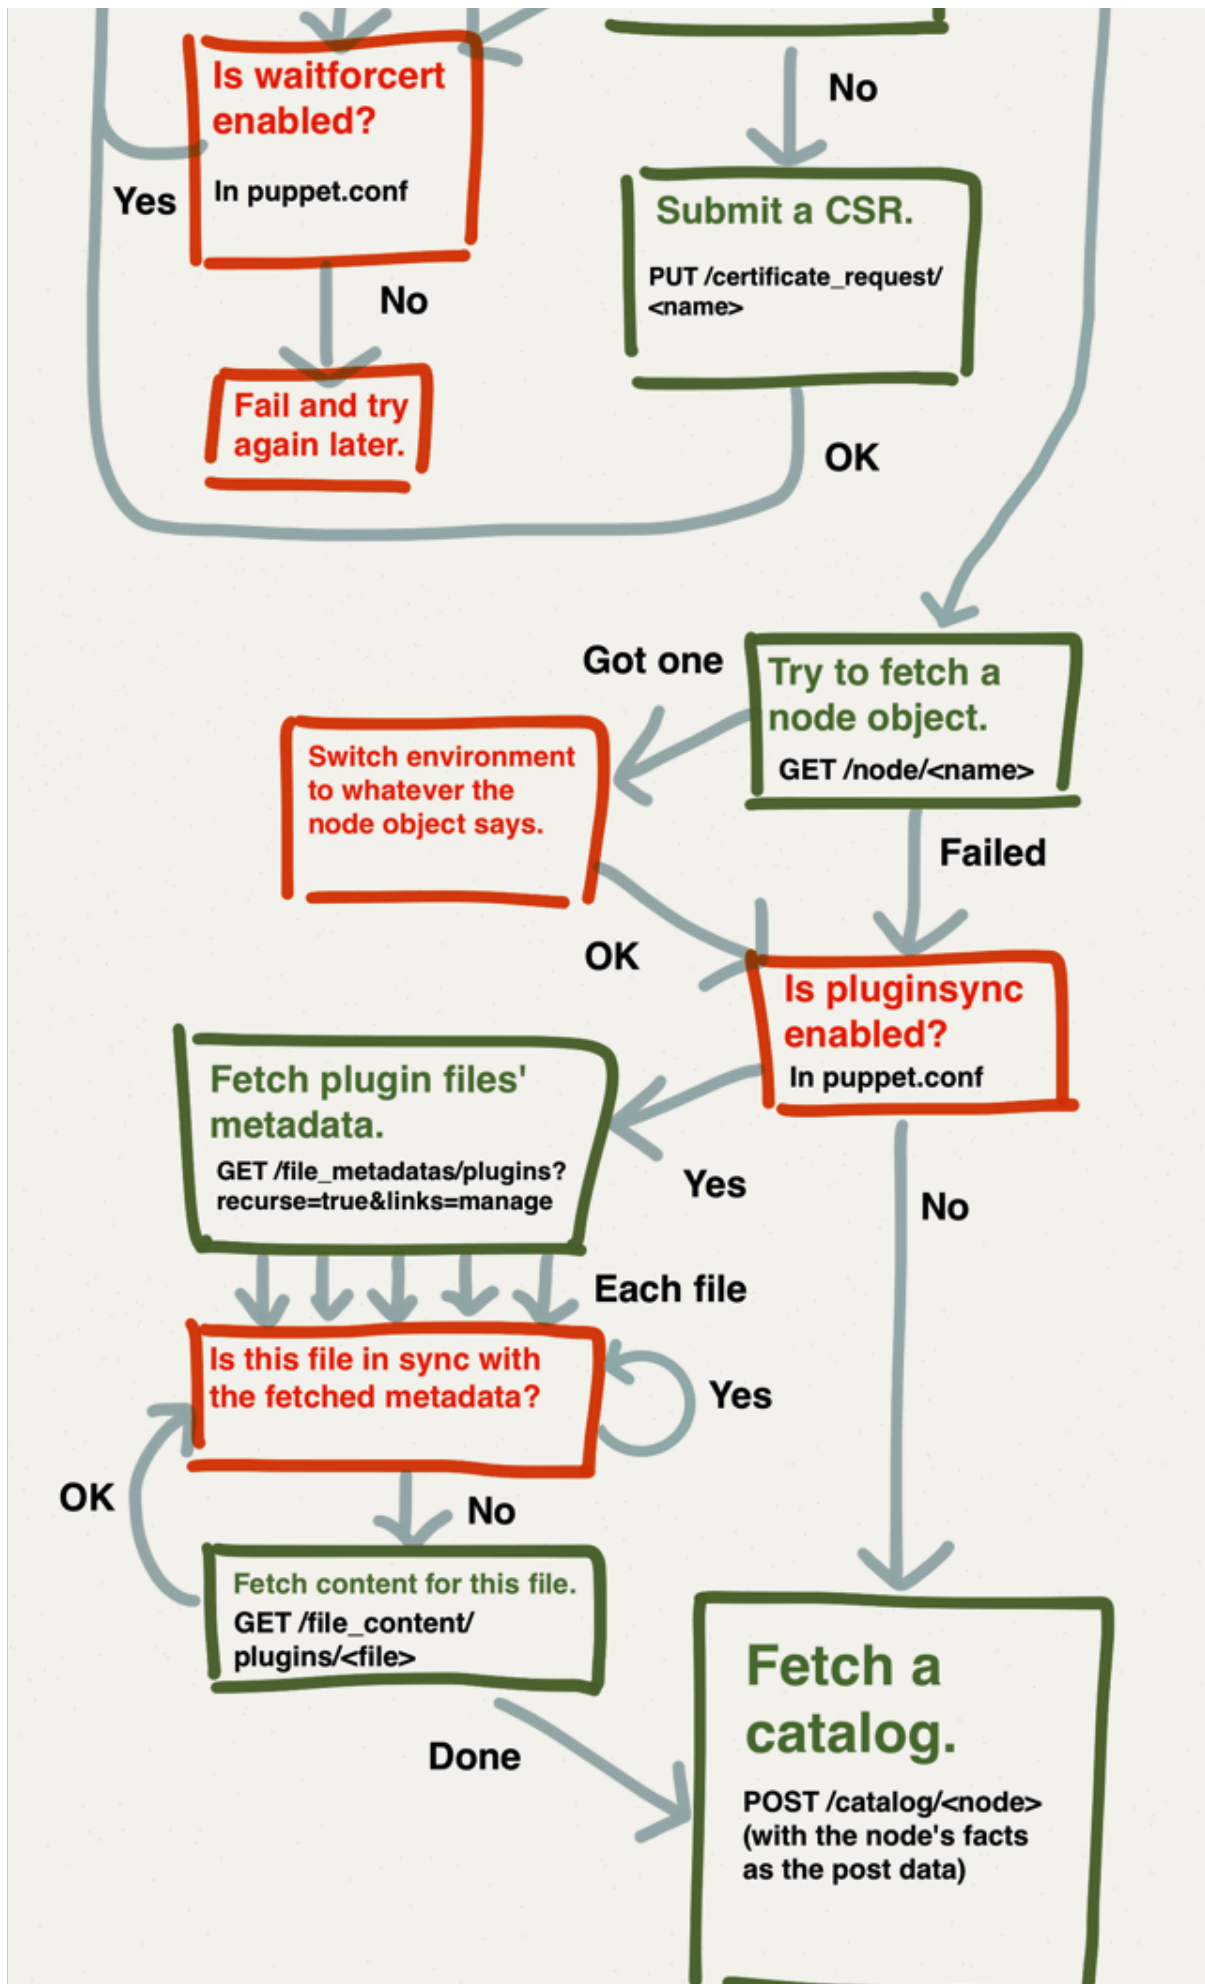 Is waitforcert
enabled?
In puppet.conf
Yes
No
Fail and try
again later.
No
Submit a CSR.
PUT /certificate_request/
<name>
OK
Try to fetch a
node object.
GET /node/<name>
Got one
Switch environment
to whatever the
node object says.
Failed
OK
Is pluginsync
enabled?
In puppet.conf
Fetch plugin files'
metadata.
GET /file_metadatas/plugins?
recurse=true&links=manage
Yes
No
Each file
Is this file in sync with
the fetched metadata?
Yes
OK
No
Fetch content for this file.
GET /file_content/
plugins/<file>
Done
Fetch a
catalog.
POST /catalog/<node>
(with the node's facts
as the post data)